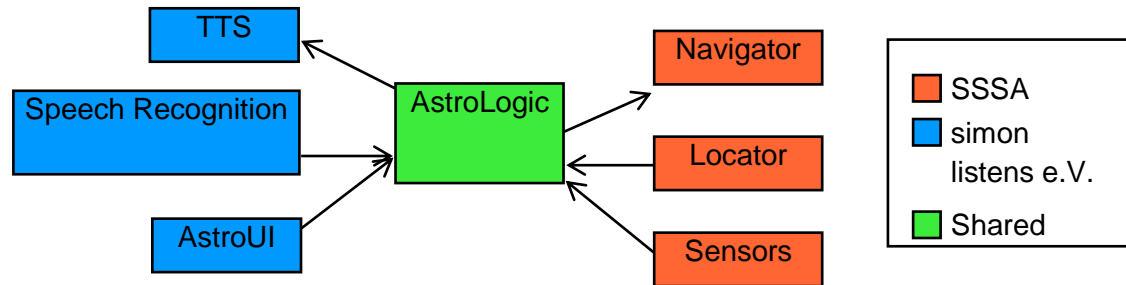 TTS
Speech Recognition
AstroUI
AstroLogic
Navigator
Locator
Sensors
SSSA
simon
listens e.V.
Shared